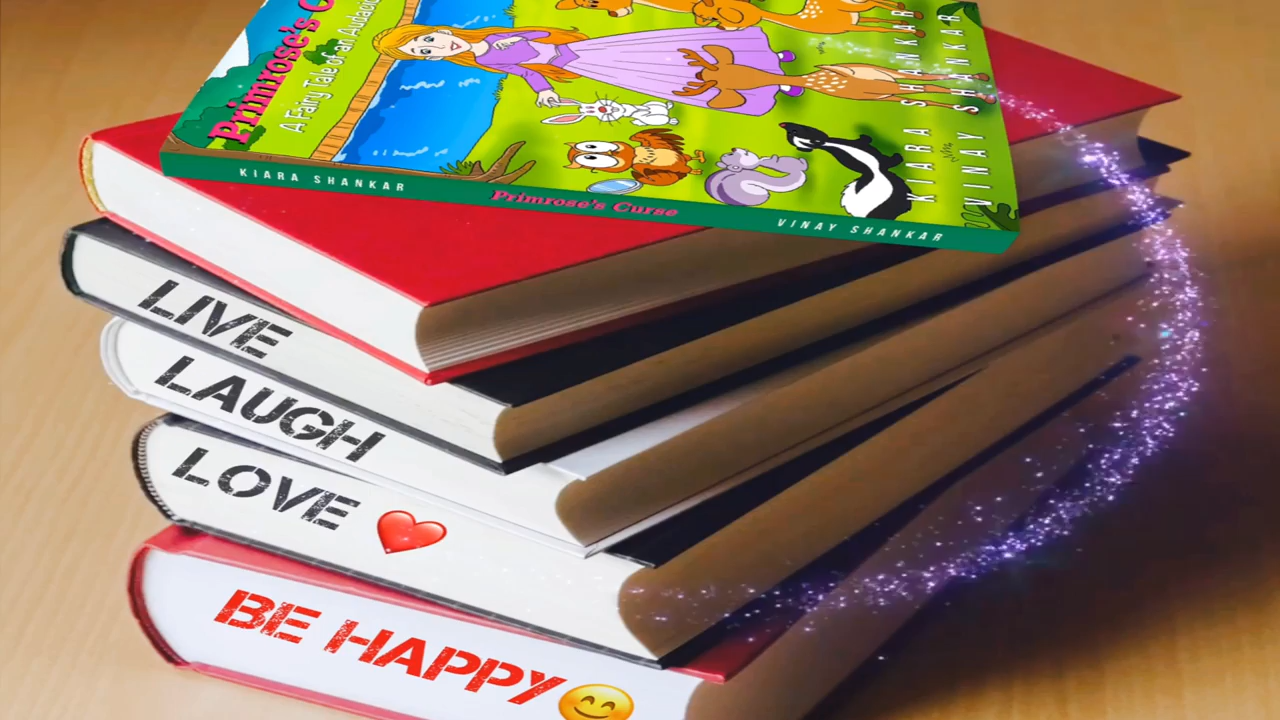 Primrose's C
A Fairy Tale of an Audaci
KIARA SHANKAR
VINAY SHANKAR
KIARA SHANKAR
Primrose's Curse
VINAY SHANKAR
LIVE
LAUGH
LOVE ❤️
BE HAPPY😊